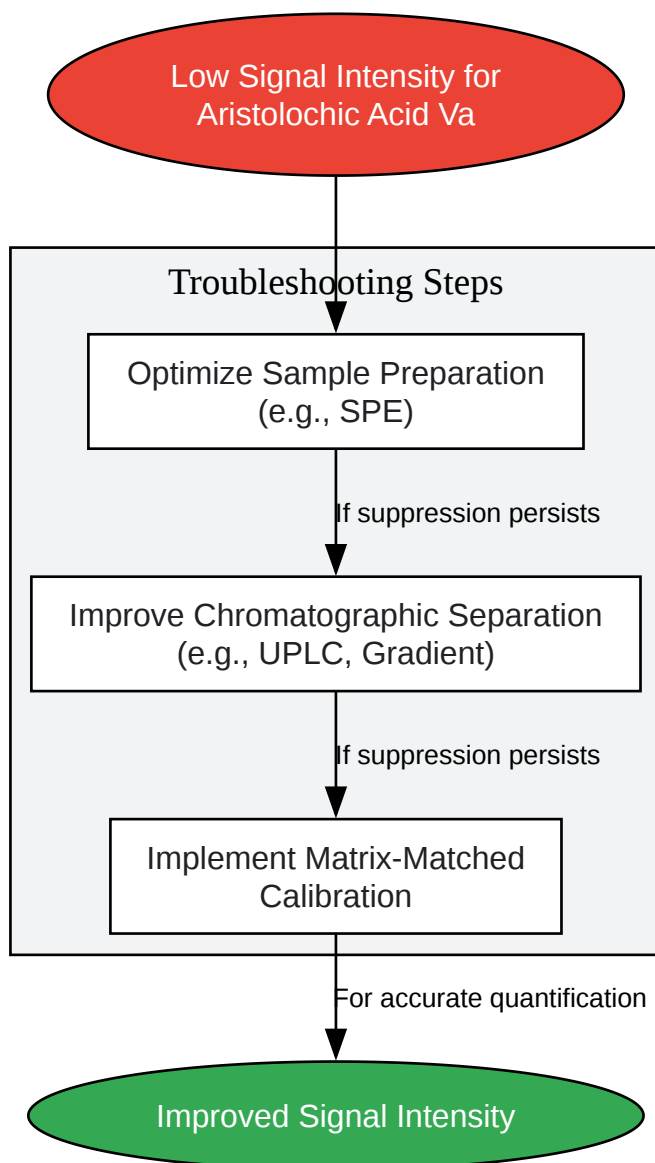 Low Signal Intensity for
Aristolochic Acid Va
Troubleshooting Steps
Optimize Sample Preparation
(e.g., SPE)
If suppression persists
Improve Chromatographic Separation
(e.g., UPLC, Gradient)
If suppression persists
Implement Matrix-Matched
Calibration
For accurate quantification
Improved Signal Intensity